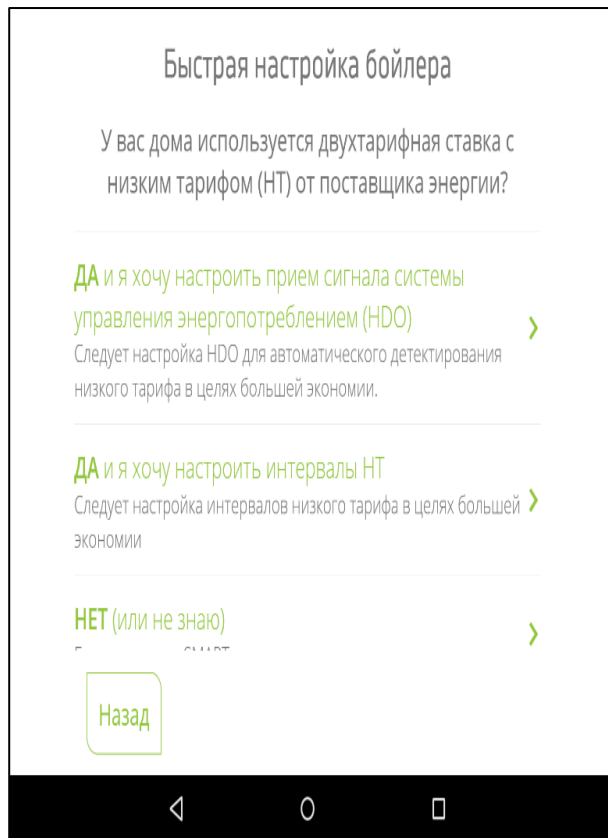 Быстрая настройка бойлера
У вас дома используется двухтарифная ставка с
низким тарифом (НТ) от поставщика энергии?
ДА и я хочу настроить прием сигнала системы
управления энергопотреблением (HDO)
Следует настройка HDO для автоматического детектирования
низкого тарифа в целях большей экономии.
ДА и я хочу настроить интервалы НТ
Следует настройка интервалов низкого тарифа в целях большей
экономии
НЕТ (или не знаю)
SMART
Назад